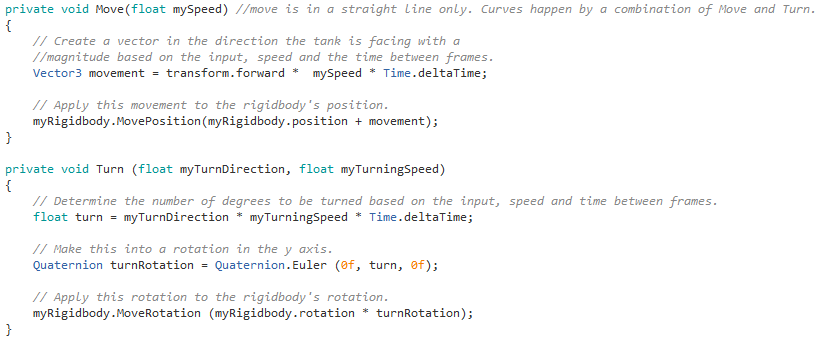 private void Move(float mySpeed) //move is in a straight line only. Curves happen by a combination of Move and Turn.
{
// Create a vector in the direction the tank is facing with a
//magnitude based on the input, speed and the time between frames.
Vector3 movement = transform.forward *  mySpeed * Time.deltaTime;
// Apply this movement to the rigidbody's position.
myRigidbody.MovePosition(myRigidbody.position + movement);
}
private void Turn (float myTurnDirection, float myTurningSpeed)
{
// Determine the number of degrees to be turned based on the input, speed and time between frames.
float turn = myTurnDirection * myTurningSpeed * Time.deltaTime;
// Make this into a rotation in the y axis.
Quaternion turnRotation = Quaternion.Euler (0f, turn, 0f);
// Apply this rotation to the rigidbody's rotation.
myRigidbody.MoveRotation (myRigidbody.rotation * turnRotation);
}